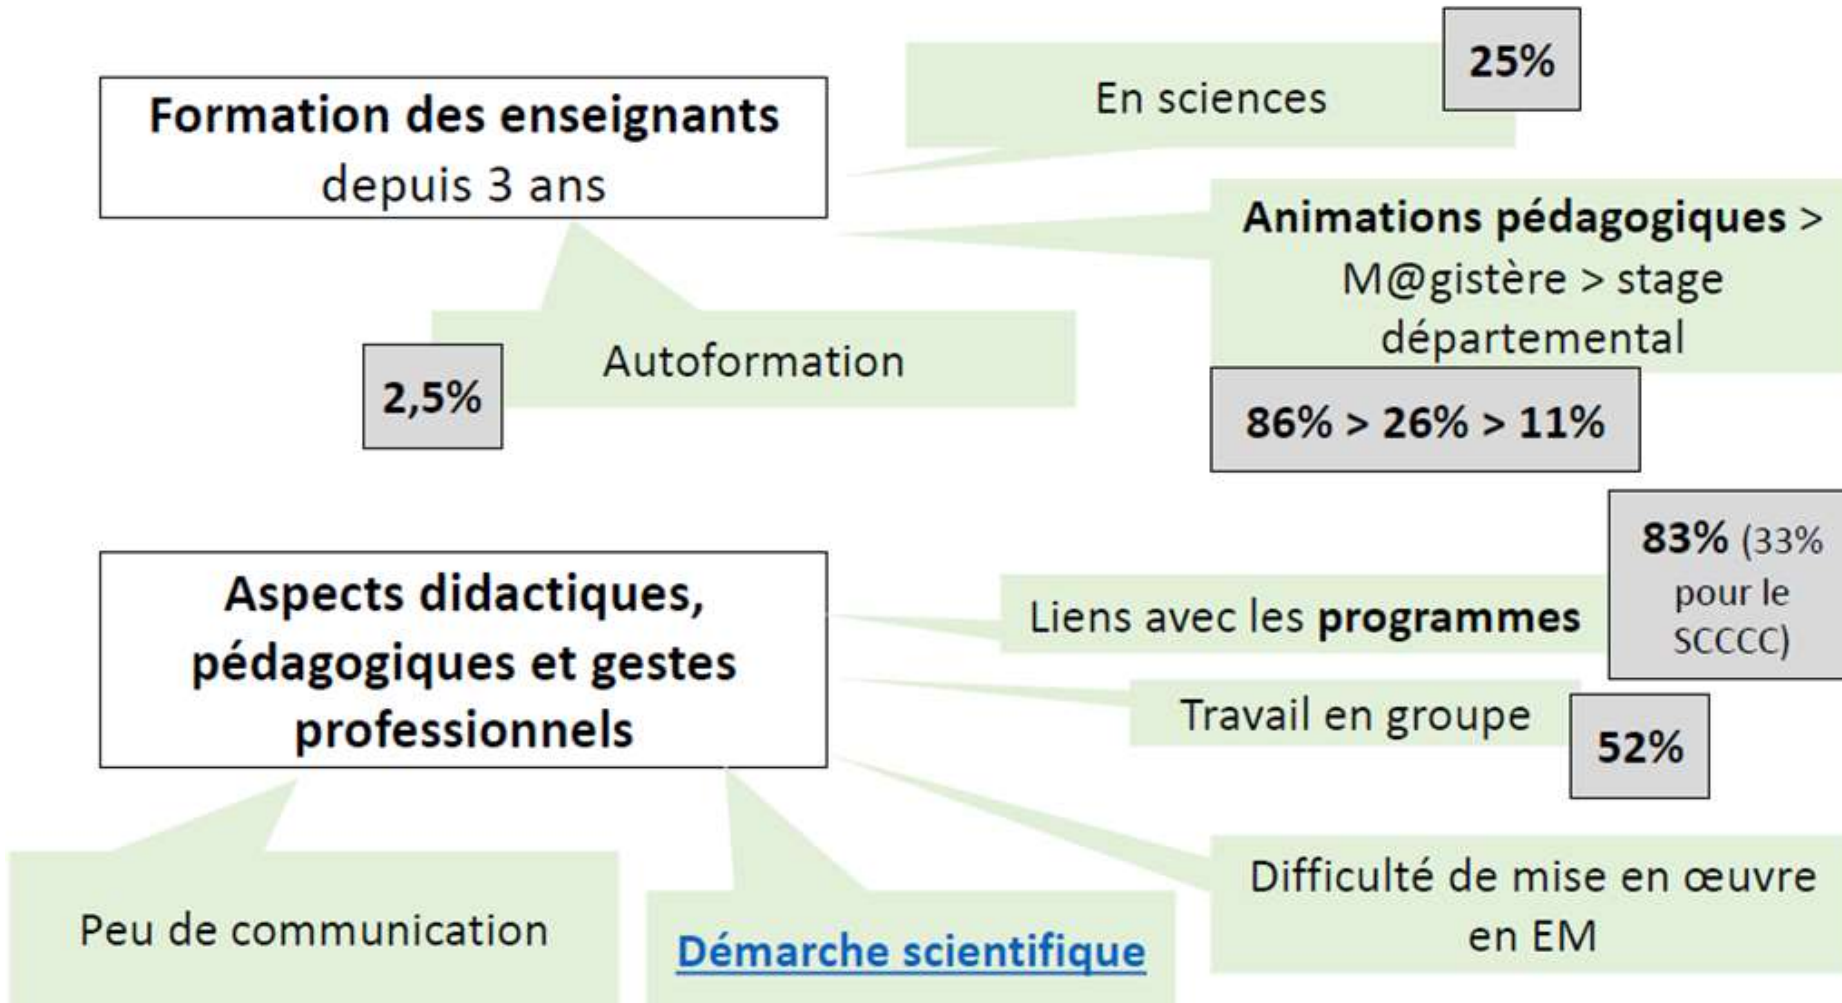 Formation des enseignants
depuis 3 ans
En sciences
25%
Animations pédagogiques >
M@gistère > stage
départemental
86% > 26% > 11%
Autoformation
2,5%
Aspects didactiques,
pédagogiques et gestes
professionnels
Liens avec les programmes
83% (33%
pour le
SCCCC)
Travail en groupe
52%
Difficulté de mise en œuvre
en EM
Peu de communication
Démarche scientifique